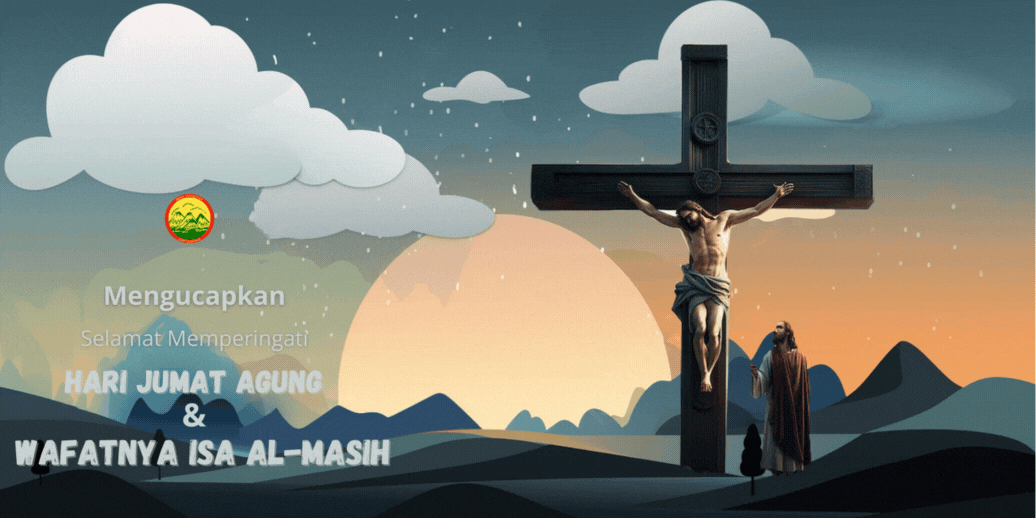 Mengucapkan
Selamat Memperingati
HARI JUMAT AGUNG
&
WAFATNYA ISA AL-MASIH